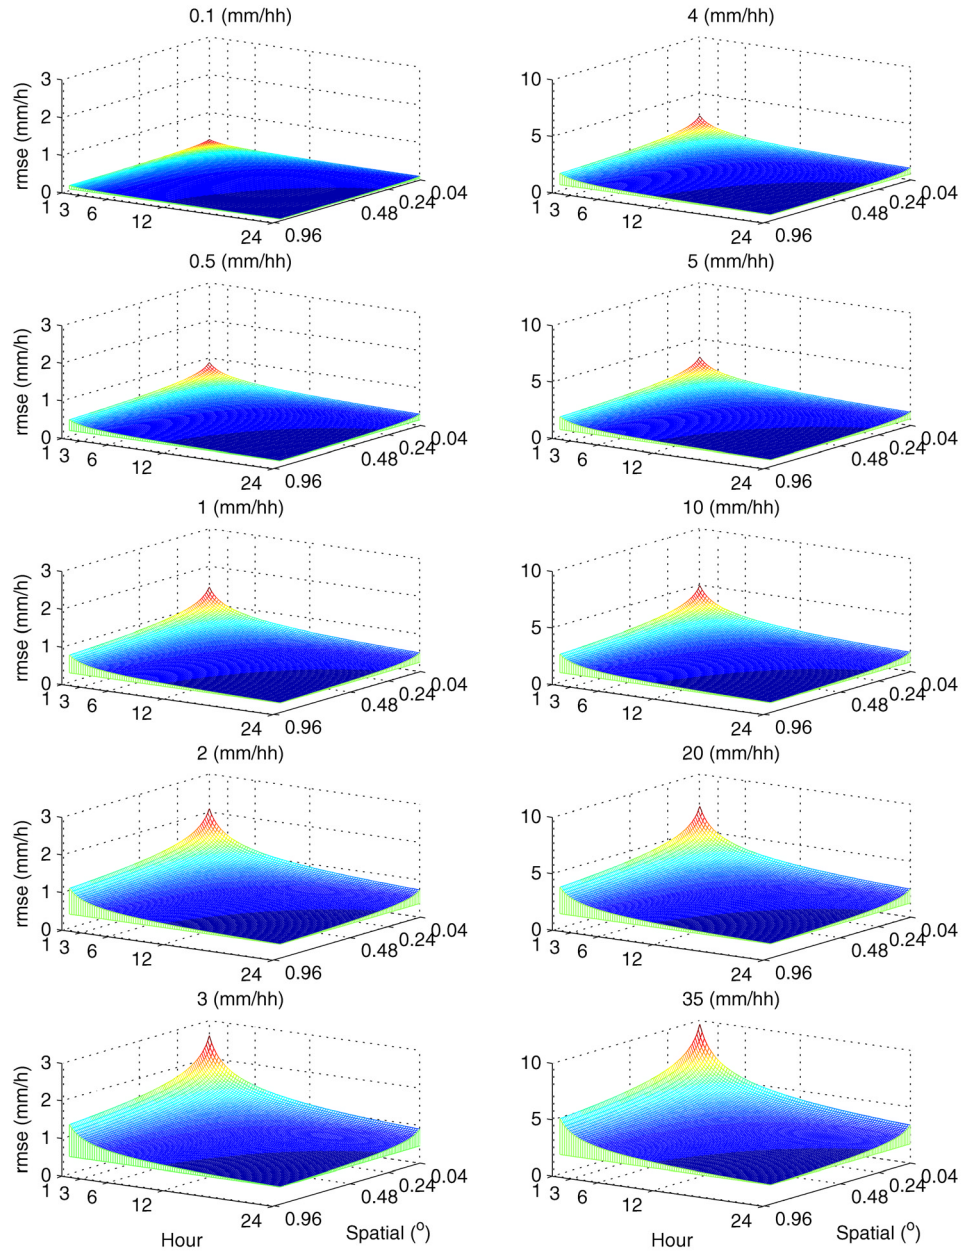 0.1 (mm/hh)
rmse (mm/h)
3
2
1
0
1 3 6 12 24
0.96 0.48 0.24 0.04
4 (mm/hh)
10
5
0
1 3 6 12 24
0.96 0.48 0.24 0.04
0.5 (mm/hh)
rmse (mm/h)
3
2
1
0
1 3 6 12 24
0.96 0.48 0.24 0.04
5 (mm/hh)
10
5
0
1 3 6 12 24
0.96 0.48 0.24 0.04
1 (mm/hh)
rmse (mm/h)
3
2
1
0
1 3 6 12 24
0.96 0.48 0.24 0.04
10 (mm/hh)
10
5
0
1 3 6 12 24
0.96 0.48 0.24 0.04
2 (mm/hh)
rmse (mm/h)
3
2
1
0
1 3 6 12 24
0.96 0.48 0.24 0.04
20 (mm/hh)
10
5
0
1 3 6 12 24
0.96 0.48 0.24 0.04
3 (mm/hh)
rmse (mm/h)
3
2
1
0
1 3 6 12 24
0.96 0.48 0.24 0.04
Hour
Spatial (º)
35 (mm/hh)
10
5
0
1 3 6 12 24
0.96 0.48 0.24 0.04
Hour
Spatial (º)